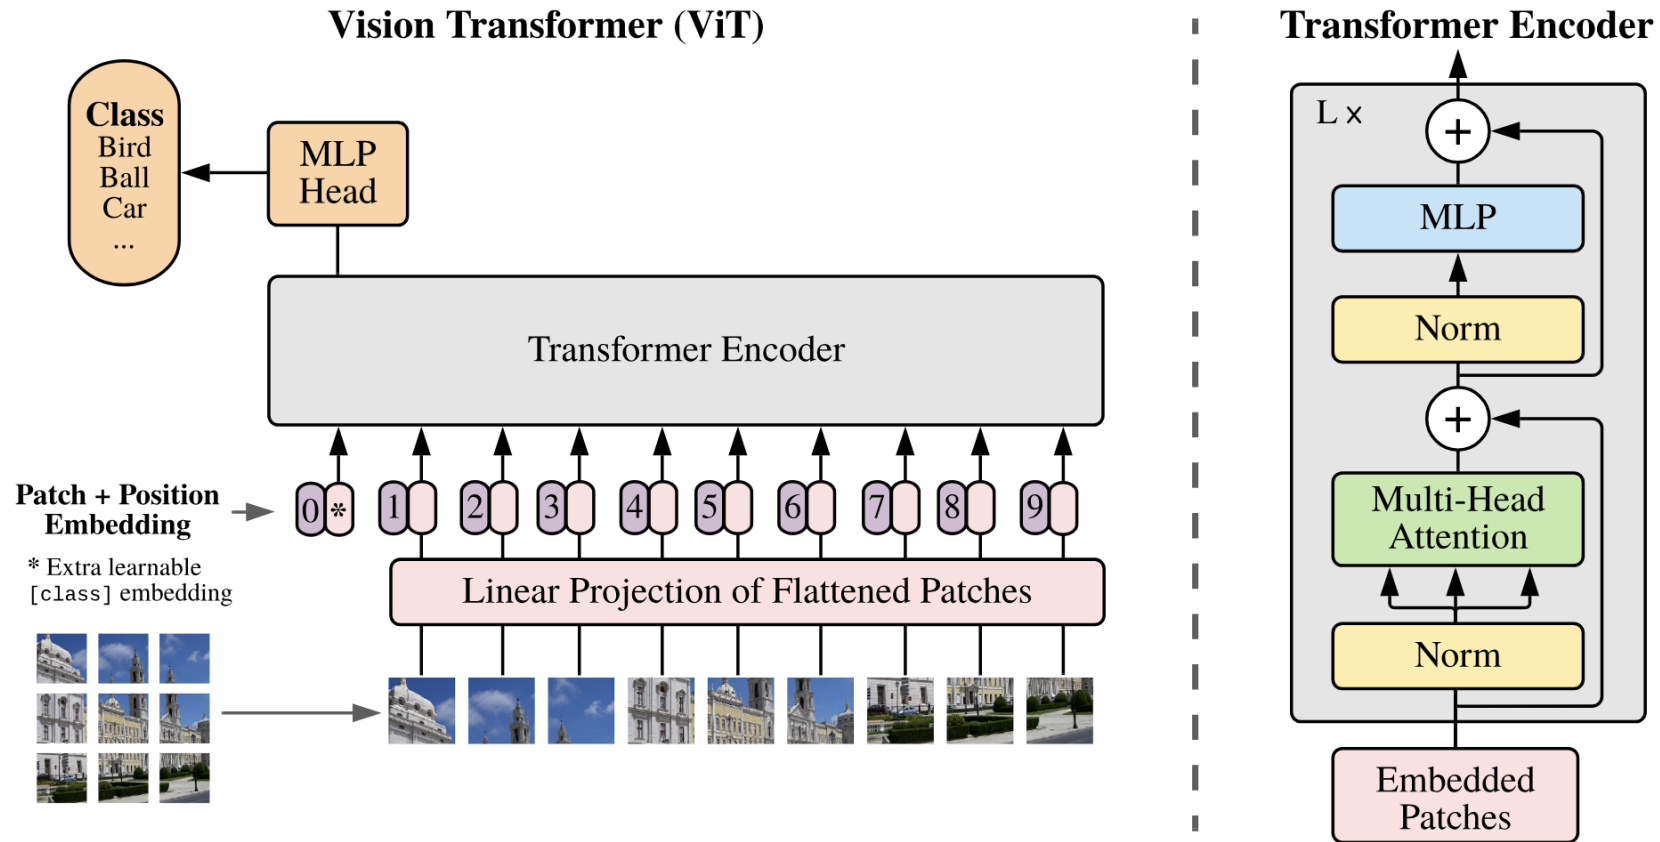 Vision Transformer (ViT)
Class
Bird
Ball
Car
...
MLP
Head
Transformer Encoder
Patch + Position
Embedding
0 * 1 2 3 4 5 6 7 8 9
* Extra learnable
[class] embedding
Linear Projection of Flattened Patches
Transformer Encoder
L ×
+
MLP
Norm
+
Multi-Head
Attention
Norm
Embedded
Patches